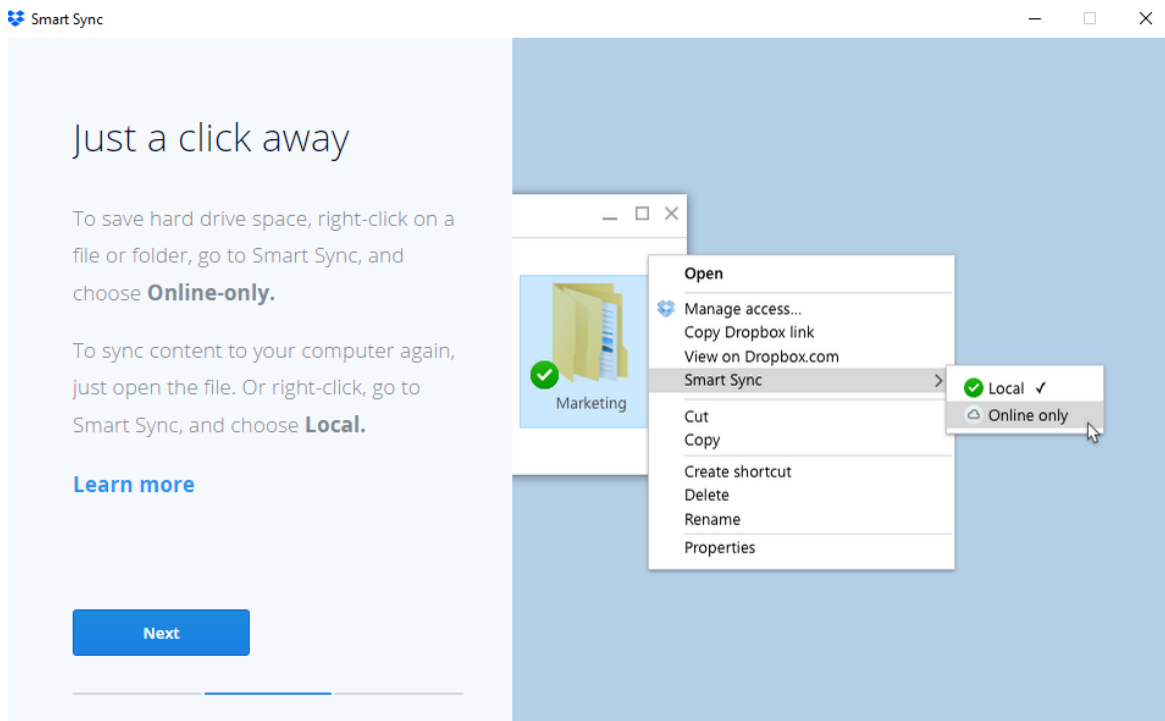 Smart Sync
Just a click away
To save hard drive space, right-click on a
file or folder, go to Smart Sync, and
choose Online-only.
To sync content to your computer again,
just open the file. Or right-click, go to
Smart Sync, and choose Local.
Learn more
Next
Marketing
Open
Manage access...
Copy Dropbox link
View on Dropbox.com
Smart Sync
Local ✓
Online only
Cut
Copy
Create shortcut
Delete
Rename
Properties